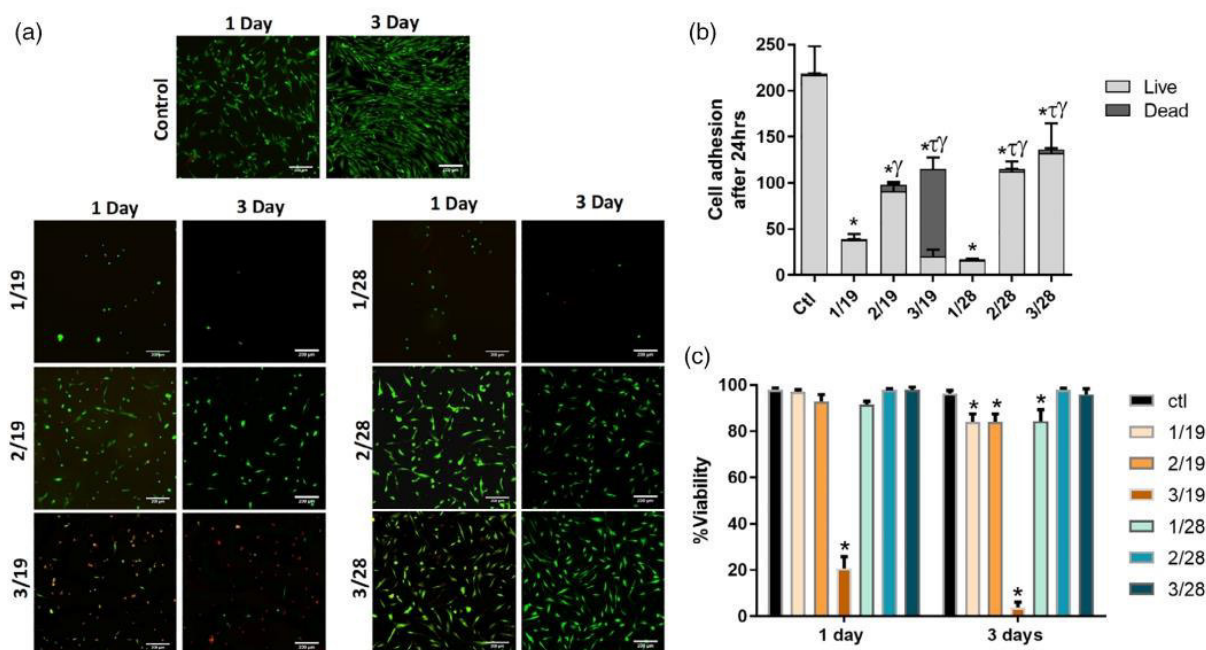 (a)
1 Day
3 Day
Control
1 Day
3 Day
1 Day
3 Day
1/19
1/28
2/19
2/28
3/19
3/28
(b)
250
200
150
100
50
0
Cell adhesion
after 24hrs
Live
Dead
*
*γ
*τγ
*
*τγ
*τγ
Ctl
1/19
2/19
3/19
1/28
2/28
3/28
(c)
100
80
60
40
20
0
%Viability
*
*
*
*
*
1 day
3 days
ctl
1/19
2/19
3/19
1/28
2/28
3/28